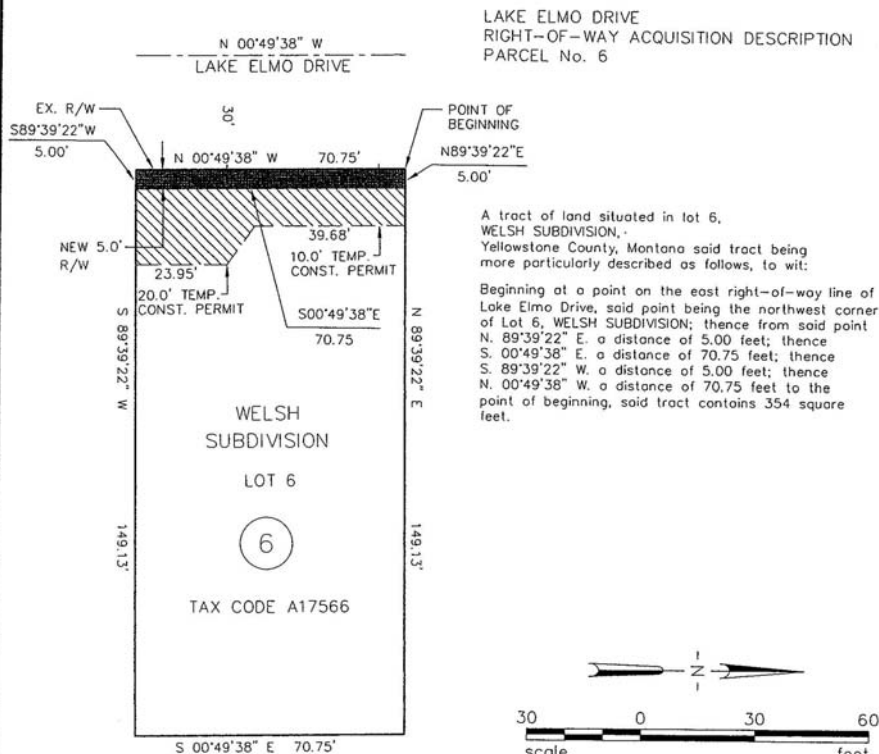 LAKE ELMO DRIVE
RIGHT-OF-WAY ACQUISITION DESCRIPTION
PARCEL No. 6
N 00°49'38" W
LAKE ELMO DRIVE
30'
EX. R/W
S89°39'22"W
5.00'
N 00°49'38" W 70.75'
POINT OF
BEGINNING
N89°39'22"E
5.00'
NEW 5.0'
R/W
23.95'
20.0' TEMP.
CONST. PERMIT
39.68'
10.0' TEMP.
CONST. PERMIT
S00°49'38"E
70.75
S 89°39'22" W
N 89°39'22" E
149.13'
149.13'
WELSH
SUBDIVISION
LOT 6
6
TAX CODE A17566
S 00°49'38" E 70.75'
A tract of land situated in lot 6,
WELSH SUBDIVISION,
Yellowstone County, Montana said tract being
more particularly described as follows, to wit:
Beginning at a point on the east right-of-way line of
Lake Elmo Drive, said point being the northwest corner
of Lot 6, WELSH SUBDIVISION; thence from said point
N. 89°39'22" E. a distance of 5.00 feet; thence
S. 00°49'38" E. a distance of 70.75 feet; thence
S. 89°39'22" W. a distance of 5.00 feet; thence
N. 00°49'38" W. a distance of 70.75 feet to the
point of beginning, said tract contains 354 square
feet.
N
30 0 30 60
scale feet